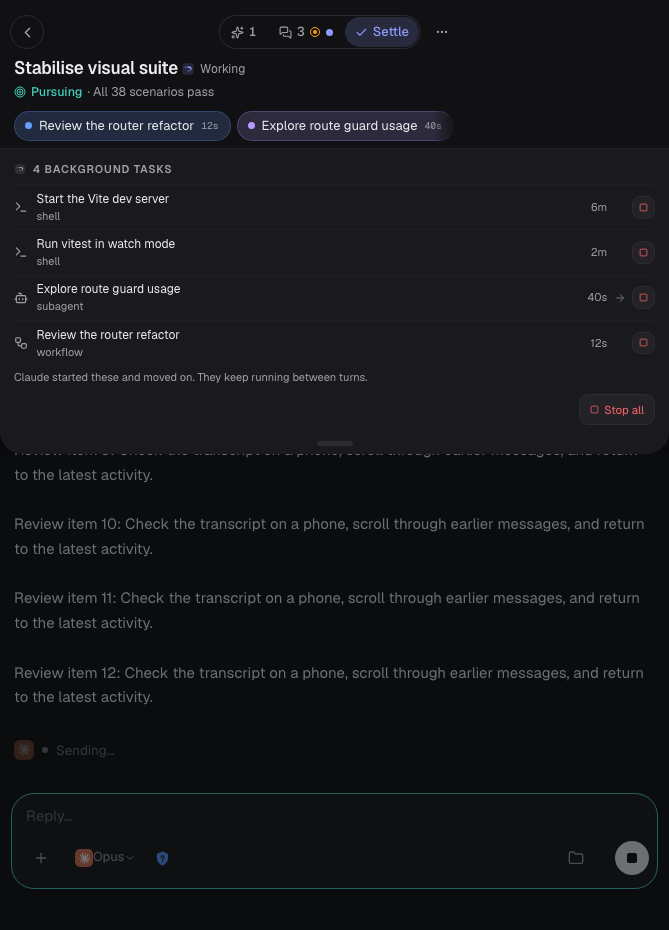 1
3
Settle
Stabilise visual suite Working
Pursuing · All 38 scenarios pass
Review the router refactor 12s
Explore route guard usage 40s
4 BACKGROUND TASKS
Start the Vite dev server
shell
6m
Run vitest in watch mode
shell
2m
Explore route guard usage
subagent
40s
Review the router refactor
workflow
12s
Claude started these and moved on. They keep running between turns.
Stop all
to the latest activity.
Review item 10: Check the transcript on a phone, scroll through earlier messages, and return
to the latest activity.
Review item 11: Check the transcript on a phone, scroll through earlier messages, and return
to the latest activity.
Review item 12: Check the transcript on a phone, scroll through earlier messages, and return
to the latest activity.
Sending...
Reply...
Opus